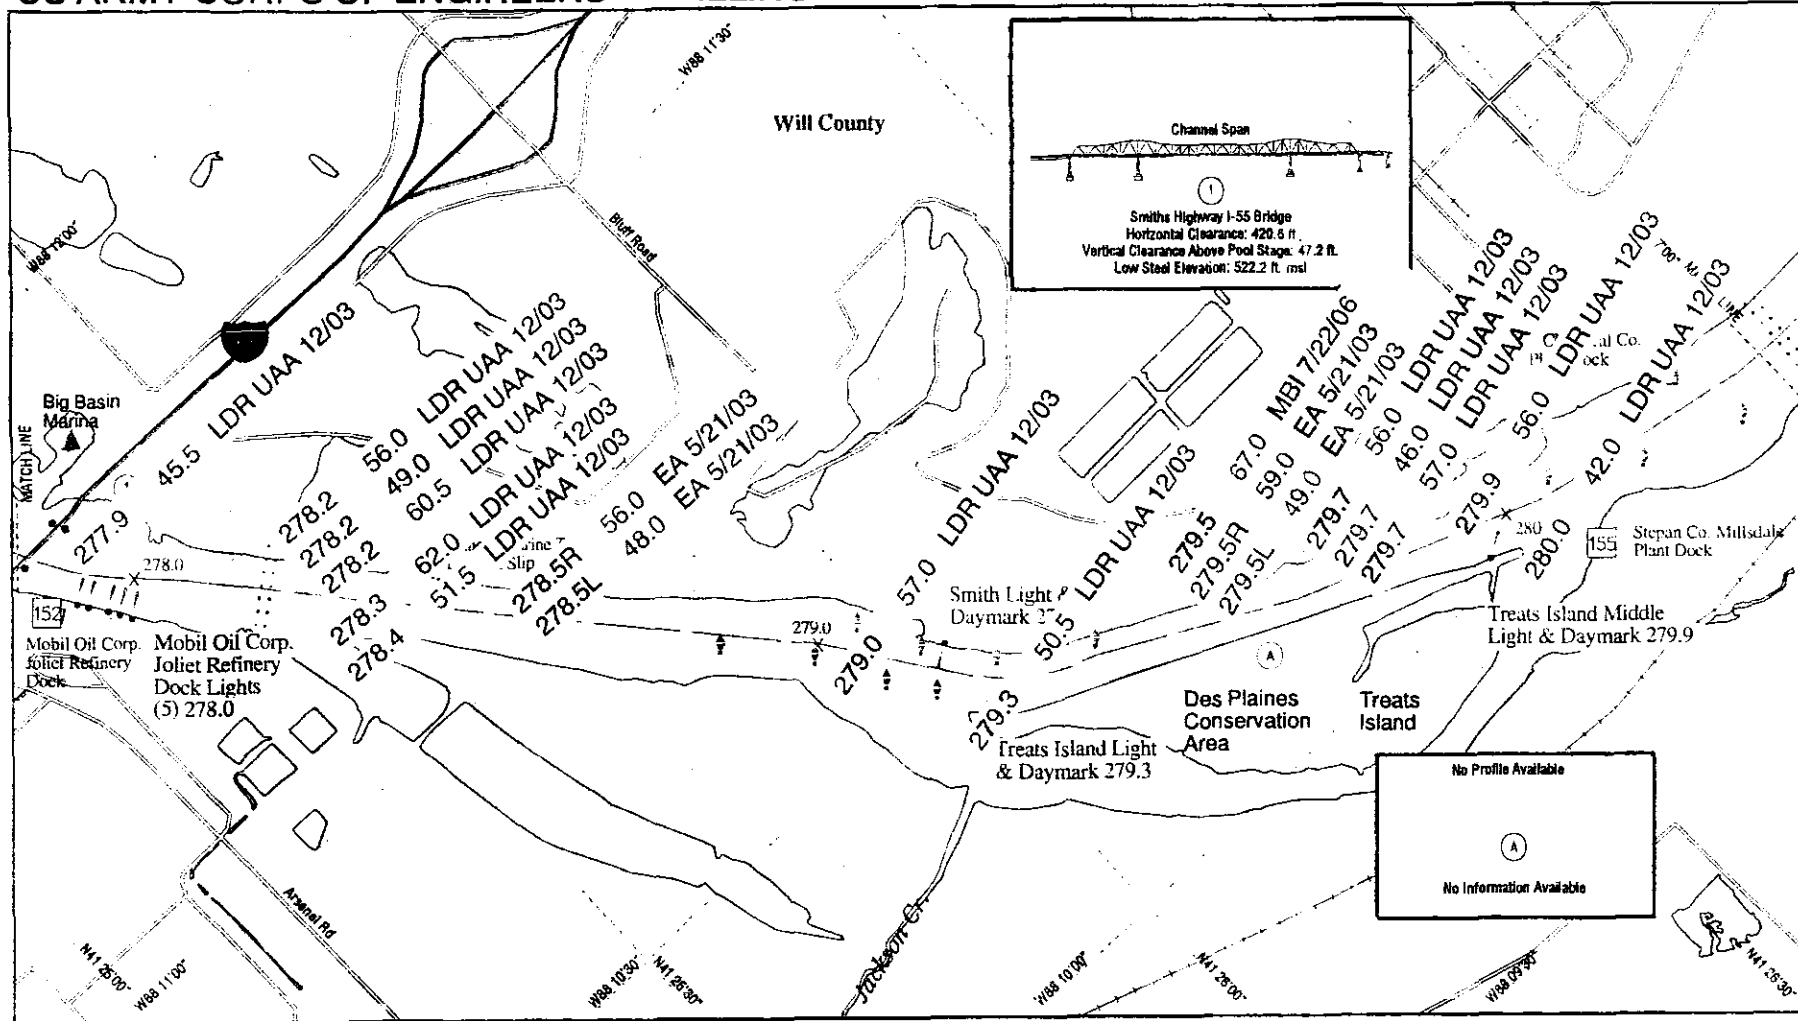 US ARMY CORPS OF ENGINEERS
W88 11'30"
Will County
Channel Span
1
Smiths Highway I-55 Bridge
Horizontal Clearance: 420.6 ft.
Vertical Clearance Above Pool Stage: 47.2 ft.
Low Steel Elevation: 522.2 ft. msl
W88 12'00"
Bluff Road
Big Basin
Marina
MATCH LINE
277.9 45.5 LDR UAA 12/03
278.2 56.0 LDR UAA 12/03
278.2 49.0 LDR UAA 12/03
278.2 60.5 LDR UAA 12/03
278.3 62.0 LDR UAA 12/03
278.4 51.5 LDR UAA 12/03
278.5R 56.0 EA 5/21/03
278.5L 48.0 EA 5/21/03
279.0 57.0 LDR UAA 12/03
279.3 50.5 LDR UAA 12/03
279.5 67.0 MBI 7/22/06
279.5R 59.0 EA 5/21/03
279.5L 49.0 EA 5/21/03
279.7 56.0 LDR UAA 12/03
279.7 46.0 LDR UAA 12/03
279.7 57.0 LDR UAA 12/03
279.9 56.0 LDR UAA 12/03
280.0 42.0 LDR UAA 12/03
LINE
al Co.
ock
Slip
278.0
279.0
280
152
Mobil Oil Corp.
Joliet Refinery
Dock
Mobil Oil Corp.
Joliet Refinery
Dock Lights
(5) 278.0
Smith Light
Daymark
155
Stepan Co. Millsdale
Plant Dock
Treats Island Middle
Light & Daymark 279.9
A
Des Plaines
Conservation
Area
Treats
Island
Treats Island Light
& Daymark 279.3
No Profile Available
A
No Information Available
Arsenal Rd
Jackson Cr.
N41 26'00"
W88 11'00"
W88 10'30"
N41 26'30"
W88 10'00"
N41 26'00"
W88 09'30"
N41 26'30"